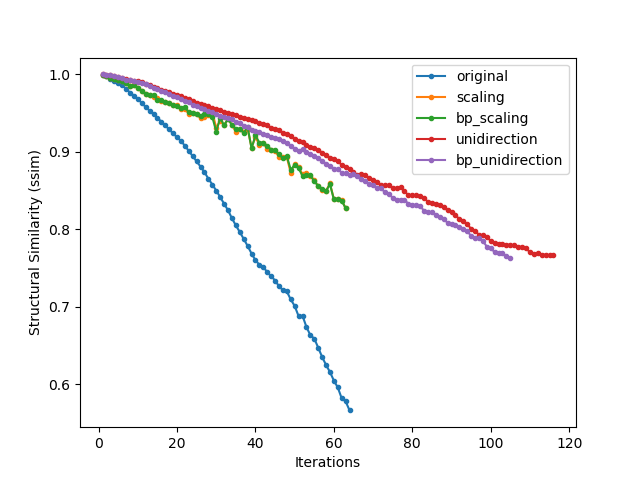 original
scaling
bp_scaling
unidirection
bp_unidirection
1.0
0.9
0.8
0.7
0.6
Structural Similarity (ssim)
0 20 40 60 80 100 120
Iterations